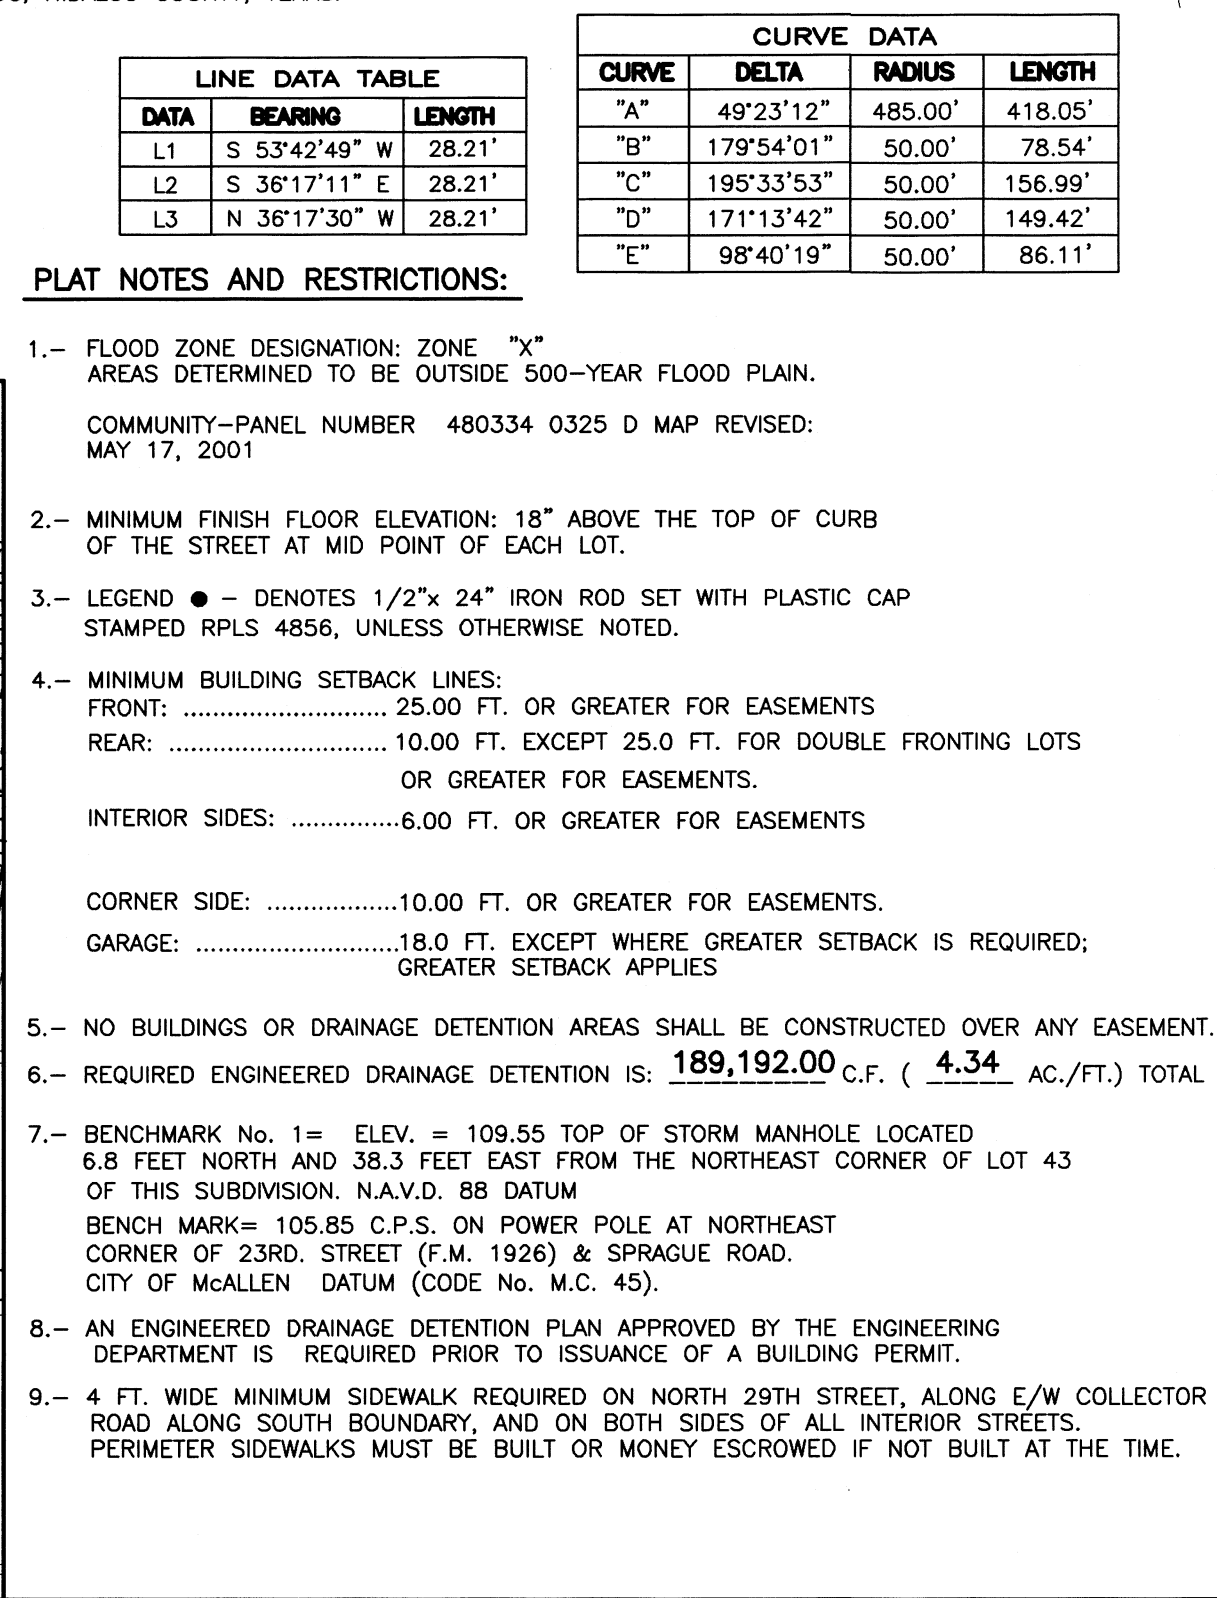 LINE DATA TABLE
DATA BEARING LENGTH
L1 S 53°42'49" W 28.21'
L2 S 36°17'11" E 28.21'
L3 N 36°17'30" W 28.21'
CURVE DATA
CURVE DELTA RADIUS LENGTH
"A" 49°23'12" 485.00' 418.05'
"B" 179°54'01" 50.00' 78.54'
"C" 195°33'53" 50.00' 156.99'
"D" 171°13'42" 50.00' 149.42'
"E" 98°40'19" 50.00' 86.11'
PLAT NOTES AND RESTRICTIONS:
1.– FLOOD ZONE DESIGNATION: ZONE "X"
AREAS DETERMINED TO BE OUTSIDE 500–YEAR FLOOD PLAIN.
COMMUNITY–PANEL NUMBER 480334 0325 D MAP REVISED:
MAY 17, 2001
2.– MINIMUM FINISH FLOOR ELEVATION: 18" ABOVE THE TOP OF CURB
OF THE STREET AT MID POINT OF EACH LOT.
3.– LEGEND ● – DENOTES 1/2"x 24" IRON ROD SET WITH PLASTIC CAP
STAMPED RPLS 4856, UNLESS OTHERWISE NOTED.
4.– MINIMUM BUILDING SETBACK LINES:
FRONT: ............................ 25.00 FT. OR GREATER FOR EASEMENTS
REAR: .............................. 10.00 FT. EXCEPT 25.0 FT. FOR DOUBLE FRONTING LOTS
OR GREATER FOR EASEMENTS.
INTERIOR SIDES: ...............6.00 FT. OR GREATER FOR EASEMENTS
CORNER SIDE: ..................10.00 FT. OR GREATER FOR EASEMENTS.
GARAGE: ............................18.0 FT. EXCEPT WHERE GREATER SETBACK IS REQUIRED;
GREATER SETBACK APPLIES
5.– NO BUILDINGS OR DRAINAGE DETENTION AREAS SHALL BE CONSTRUCTED OVER ANY EASEMENT.
6.– REQUIRED ENGINEERED DRAINAGE DETENTION IS: 189,192.00 C.F. ( 4.34 AC./FT.) TOTAL
7.– BENCHMARK No. 1= ELEV. = 109.55 TOP OF STORM MANHOLE LOCATED
6.8 FEET NORTH AND 38.3 FEET EAST FROM THE NORTHEAST CORNER OF LOT 43
OF THIS SUBDIVISION. N.A.V.D. 88 DATUM
BENCH MARK= 105.85 C.P.S. ON POWER POLE AT NORTHEAST
CORNER OF 23RD. STREET (F.M. 1926) & SPRAGUE ROAD.
CITY OF McALLEN DATUM (CODE No. M.C. 45).
8.– AN ENGINEERED DRAINAGE DETENTION PLAN APPROVED BY THE ENGINEERING
DEPARTMENT IS REQUIRED PRIOR TO ISSUANCE OF A BUILDING PERMIT.
9.– 4 FT. WIDE MINIMUM SIDEWALK REQUIRED ON NORTH 29TH STREET, ALONG E/W COLLECTOR
ROAD ALONG SOUTH BOUNDARY, AND ON BOTH SIDES OF ALL INTERIOR STREETS.
PERIMETER SIDEWALKS MUST BE BUILT OR MONEY ESCROWED IF NOT BUILT AT THE TIME.